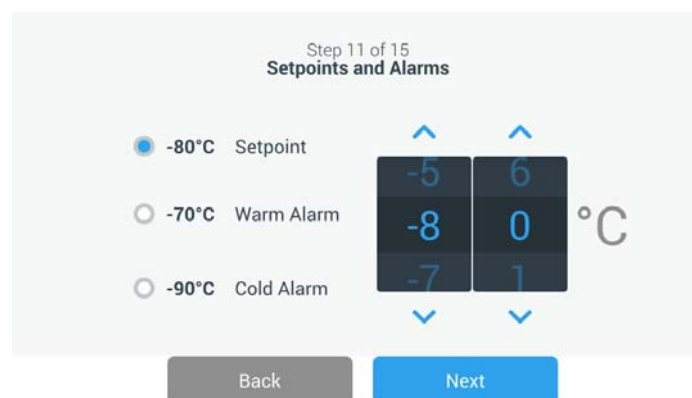 Step 11 of 15
Setpoints and Alarms
-80°C Setpoint
-70°C Warm Alarm
-90°C Cold Alarm
-5 6
-8 0 °C
-7 1
Back Next